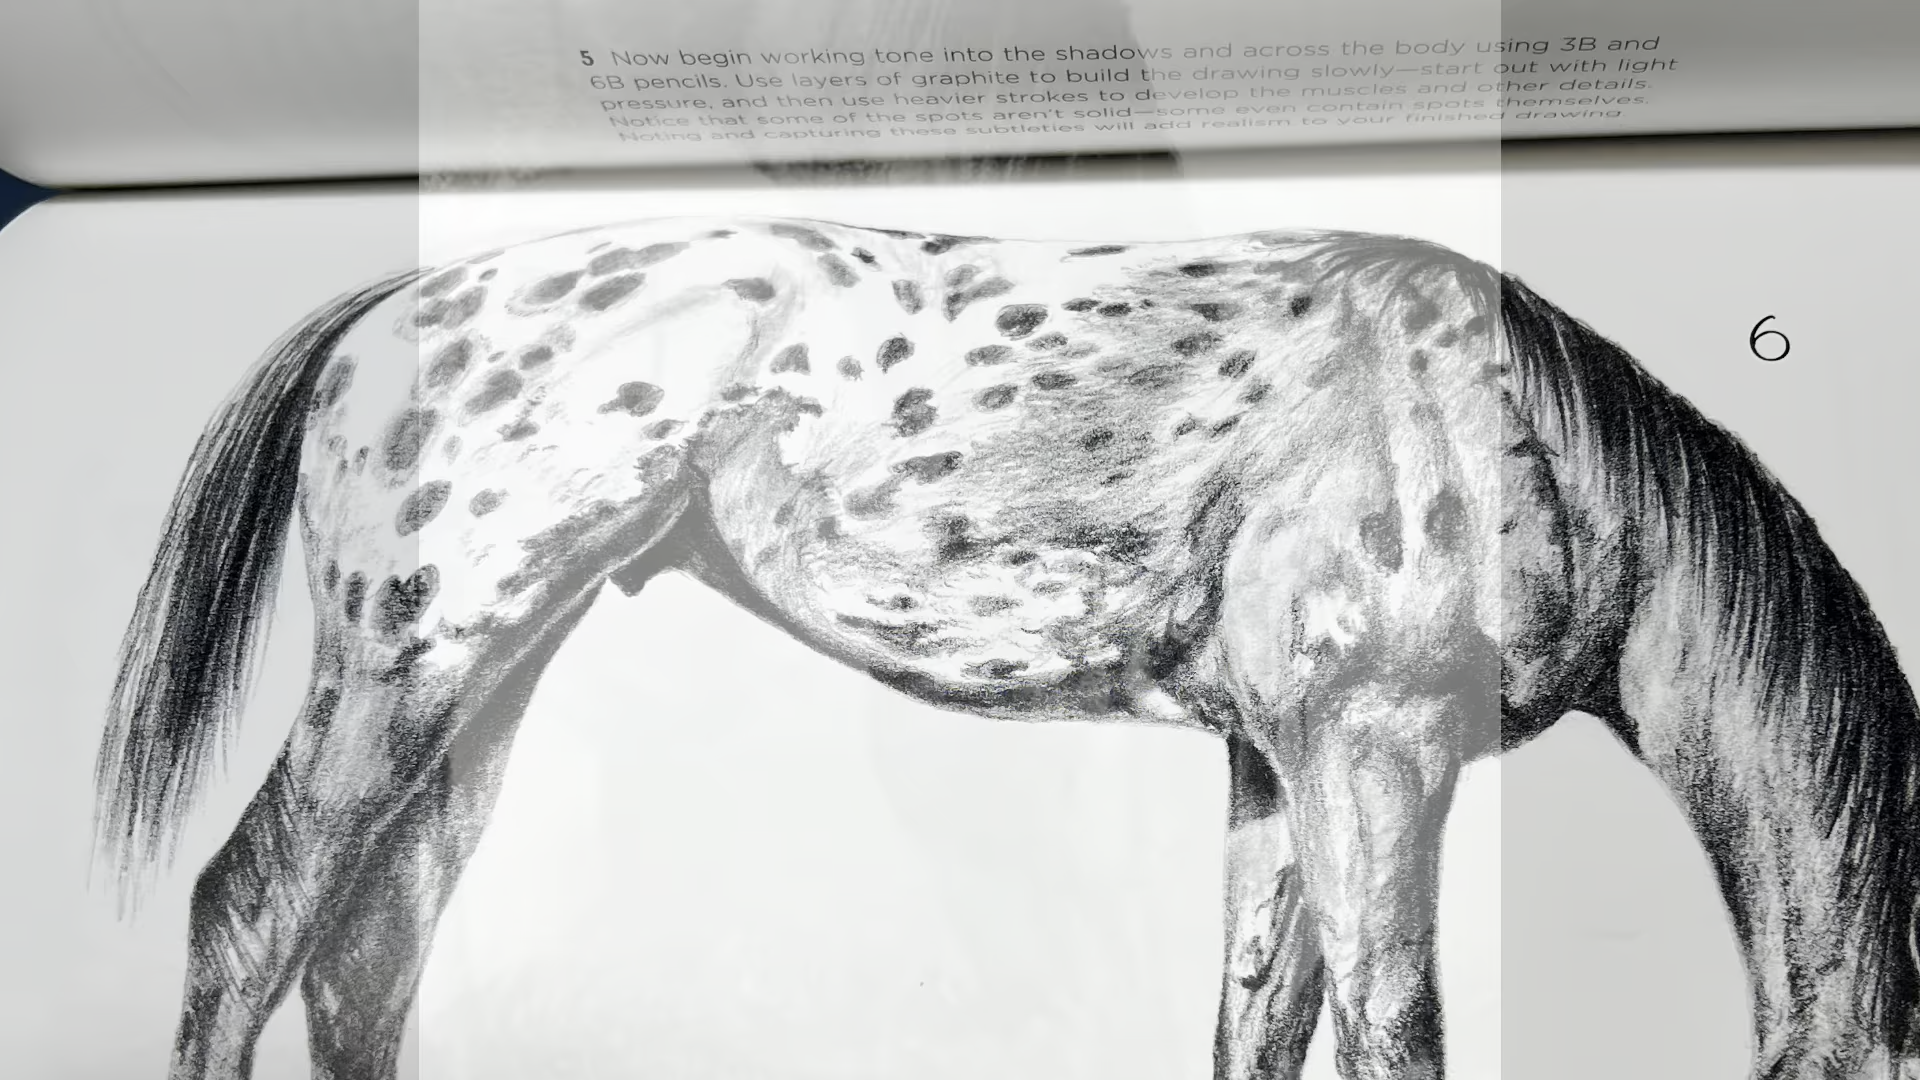 5 Now begin working tone into the shadows and across the body using 3B and
6B pencils. Use layers of graphite to build the drawing slowly—start out with light
pressure, and then use heavier strokes to develop the muscles and other details.
Notice that some of the spots aren't solid—some even contain spots themselves.
Noting and capturing these subtleties will add realism to your finished drawing.
6